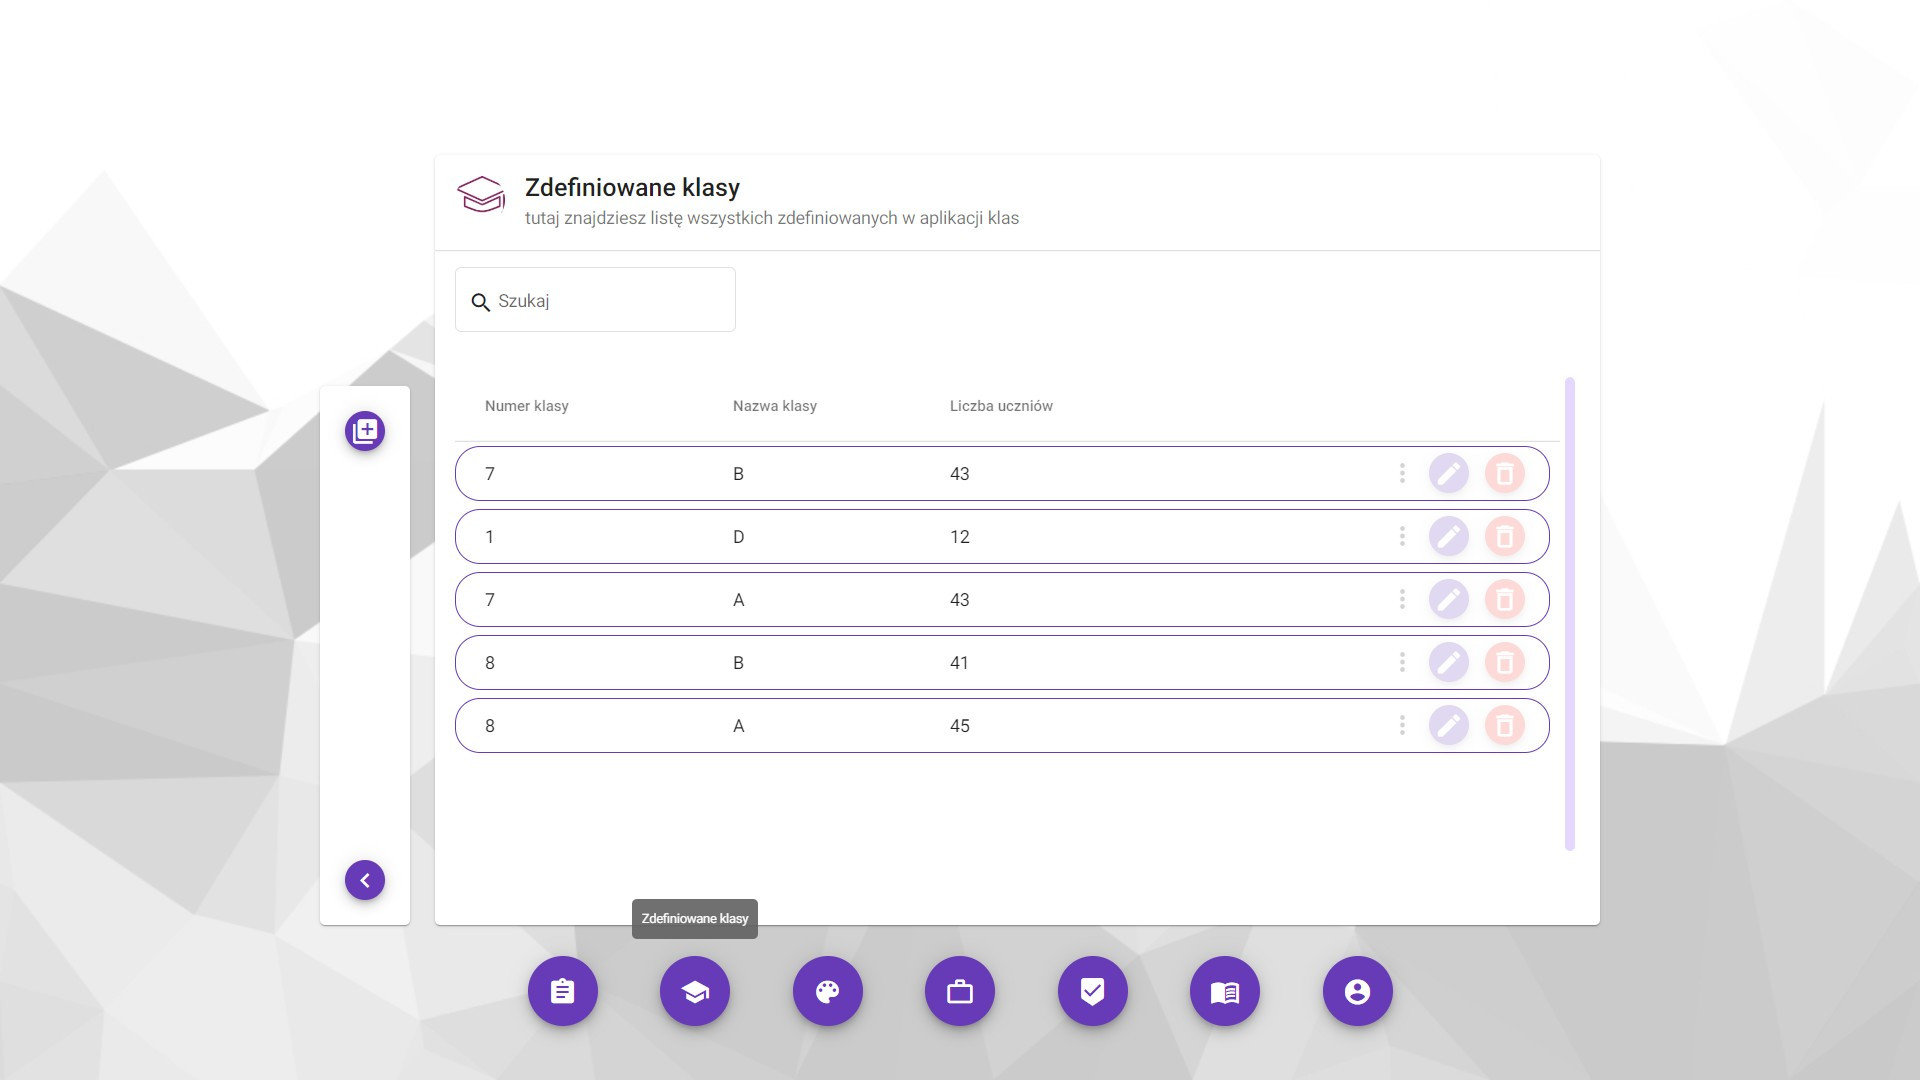 Zdefiniowane klasy
tutaj znajdziesz listę wszystkich zdefiniowanych w aplikacji klas
Szukaj
Numer klasy Nazwa klasy Liczba uczniów
7 B 43
1 D 12
7 A 43
8 B 41
8 A 45
Zdefiniowane klasy